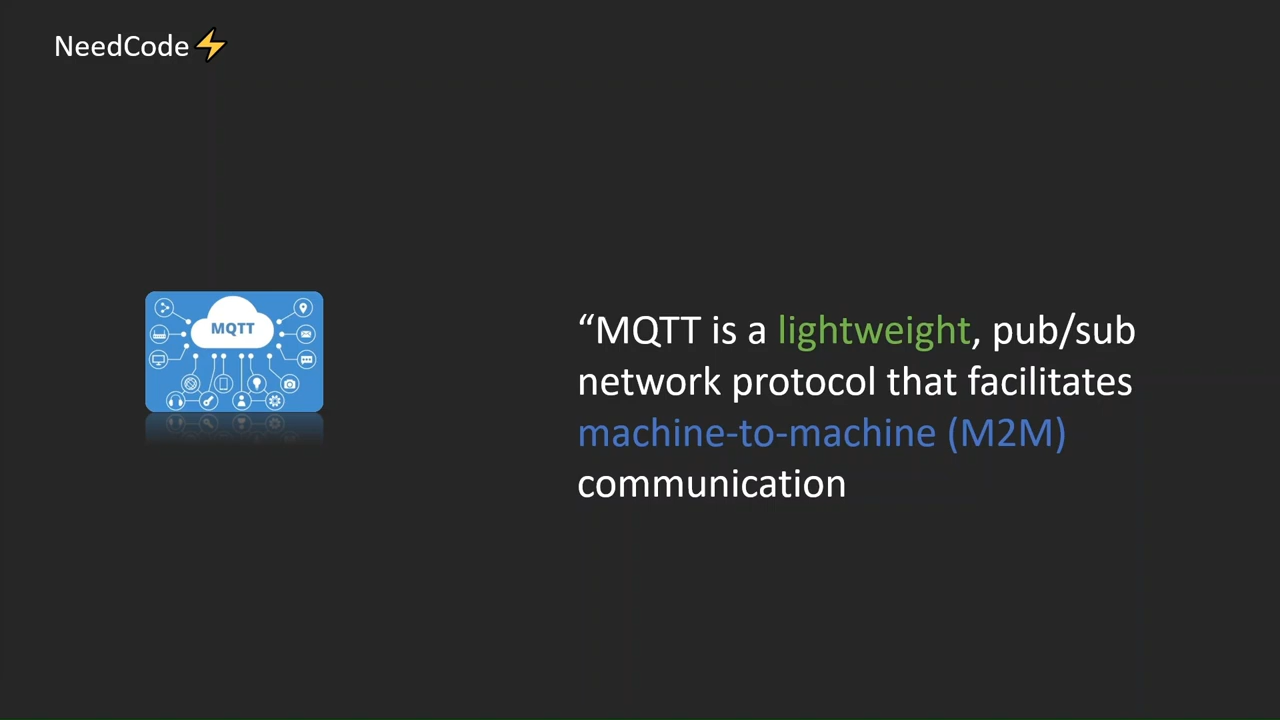 NeedCode⚡
MQTT
“MQTT is a lightweight, pub/sub
network protocol that facilitates
machine-to-machine (M2M)
communication